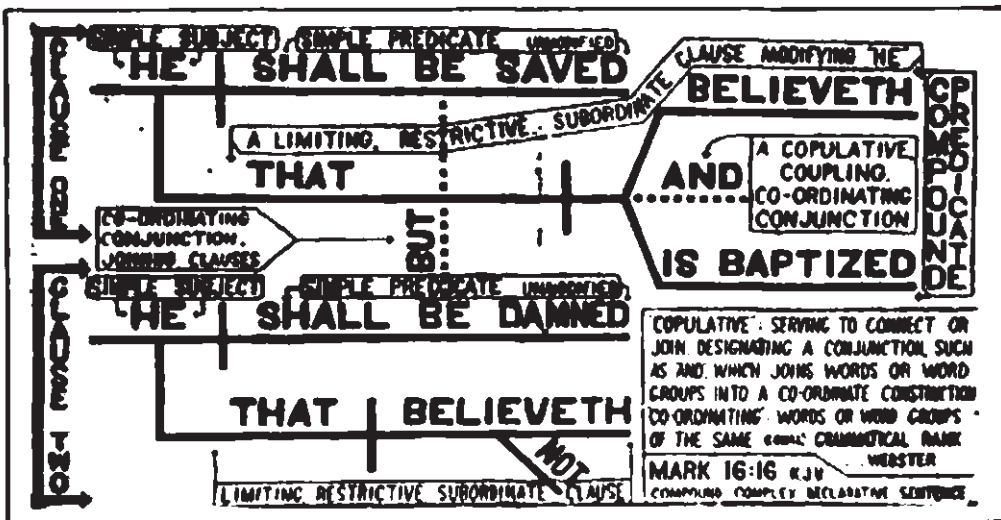 CLAUSE ONE
SIMPLE SUBJECT
SIMPLE PREDICATE UNMODIFIED
HE SHALL BE SAVED
A LIMITING, RESTRICTIVE, SUBORDINATE CLAUSE MODIFYING HE
THAT
BELIEVETH
AND
A COPULATIVE
COUPLING,
CO-ORDINATING
CONJUNCTION
IS BAPTIZED
COMPOUND
PREDICATE
CO-ORDINATING
CONJUNCTION,
JOINING CLAUSES
BUT
CLAUSE TWO
SIMPLE SUBJECT
SIMPLE PREDICATE UNMODIFIED
HE SHALL BE DAMNED
THAT BELIEVETH
NOT
LIMITING RESTRICTIVE SUBORDINATE CLAUSE
COPULATIVE: SERVING TO CONNECT OR
JOIN DESIGNATING A CONJUNCTION, SUCH
AS AND WHICH JOINS WORDS OR WORD
GROUPS INTO A CO-ORDINATE CONSTRUCTION
CO-ORDINATING: WORDS OR WORD GROUPS
OF THE SAME EQUAL GRAMMATICAL RANK
WEBSTER
MARK 16:16 KJV
COMPOUND COMPLEX DECLARATIVE SENTENCE